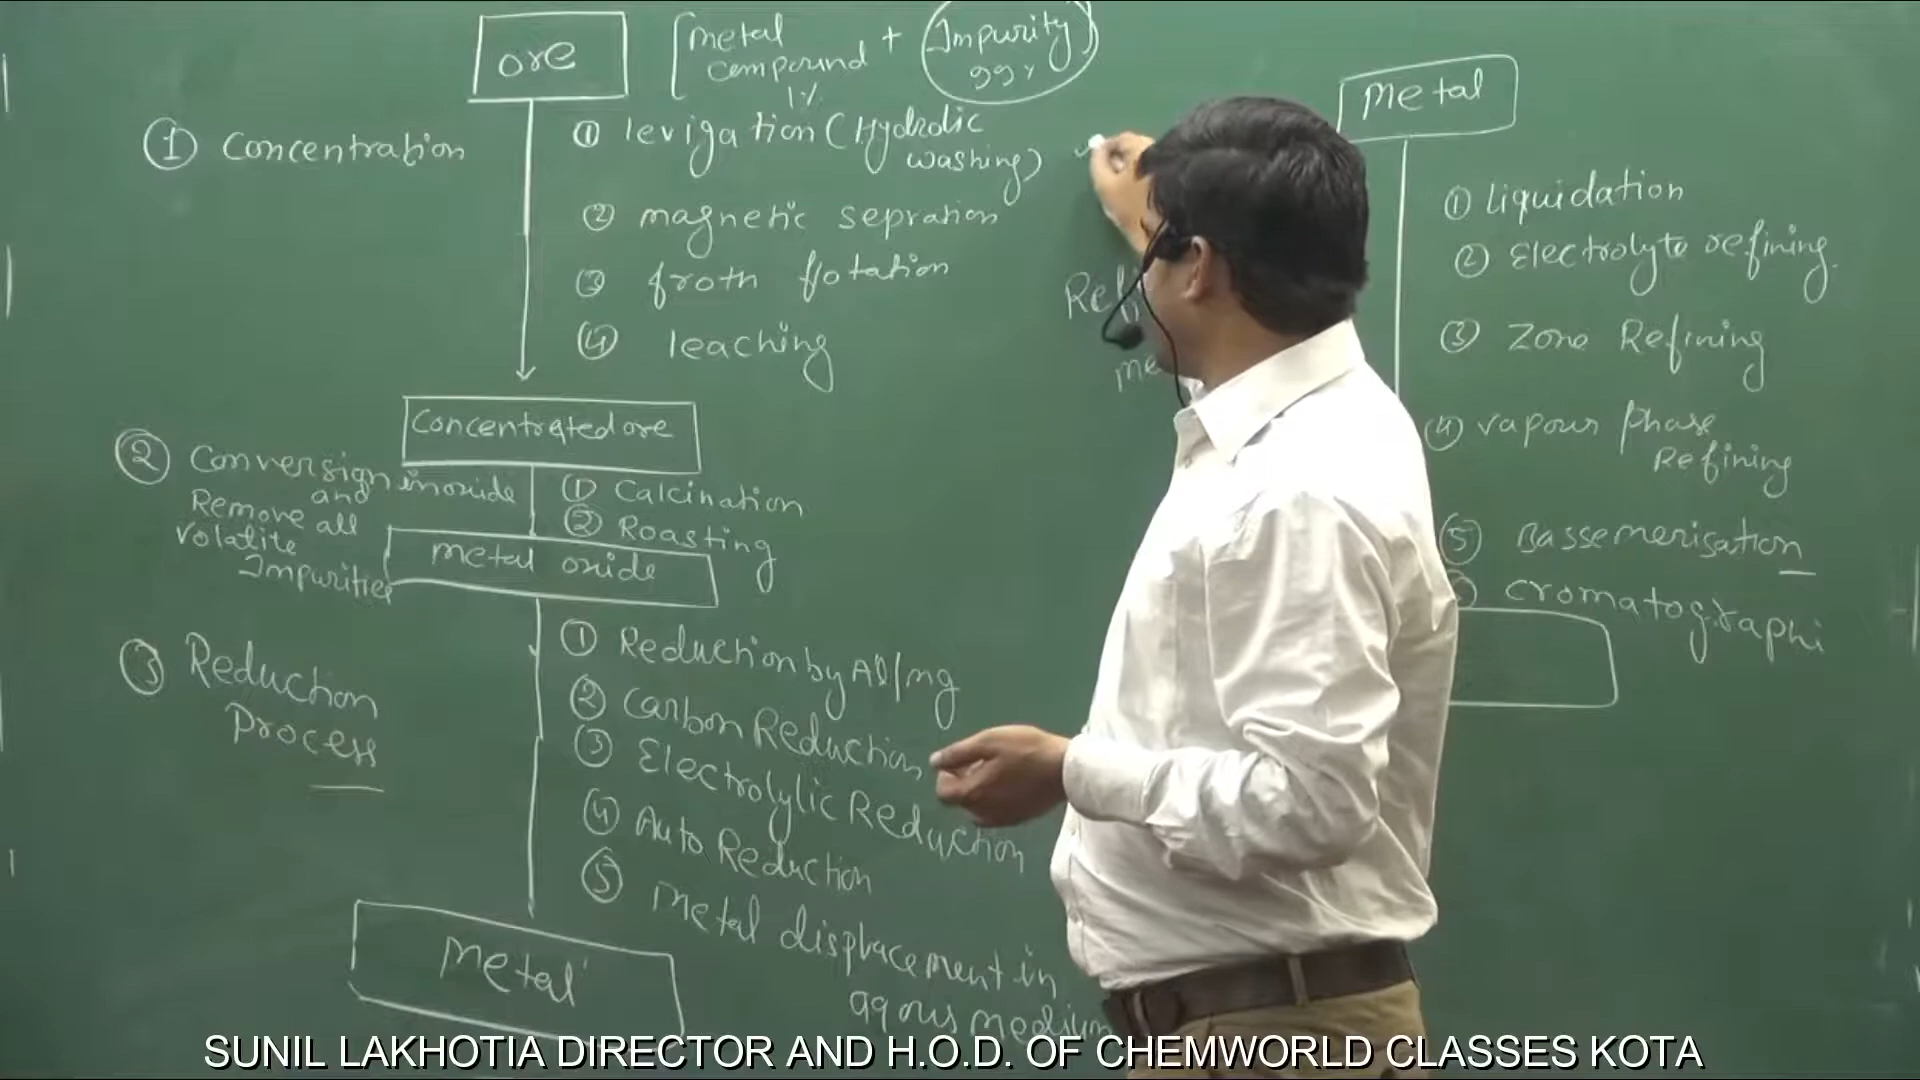 ore
[metal compound 1% + Impurity 99%
① Concentration
① levigation (Hydrolic
washing)
② magnetic sepration
③ froth flotation
④ leaching
Concentrated ore
② Conversion in oxide
and
Remove all
volatite
Impurities
① Calcination
② Roasting
metal oxide
③ Reduction
Process
① Reduction by Al/mg
② Carbon Reduction
③ Electrolylic Reduction
④ Auto Reduction
⑤ metal displacement in
aqous medium
metal
metal
① liquidation
② Electrolyte refining.
③ Zone Refining
④ vapour phase
Refining
⑤ Bassemerisation
cromatographi
SUNIL LAKHOTIA DIRECTOR AND H.O.D. OF CHEMWORLD CLASSES KOTA